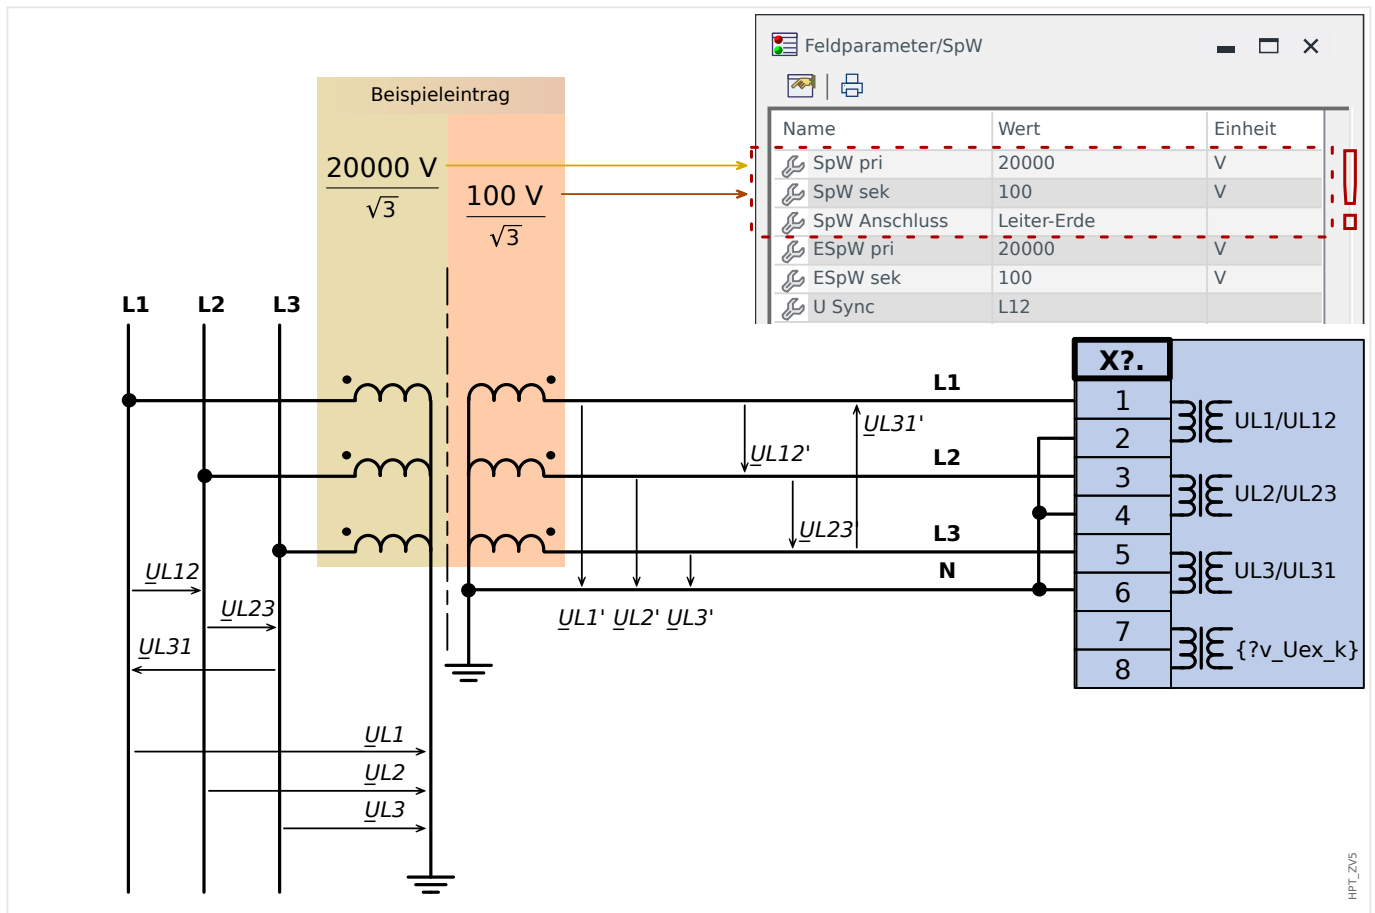 Feldparameter/SpW
Beispieleintrag
Name Wert Einheit
SpW pri 20000 V
SpW sek 100 V
SpW Anschluss Leiter-Erde
ESpW pri 20000 V
ESpW sek 100 V
U Sync L12
20000 V
√3
100 V
√3
L1 L2 L3
X?.
L1
1
UL31'
UL1/UL12
2
UL12'
L2
3
UL2/UL23
4
UL23'
L3
5
N
UL3/UL31
6
UL12
UL23
UL31
UL1' UL2' UL3'
7
{?v_Uex_k}
8
UL1
UL2
UL3
HPT_ZV5